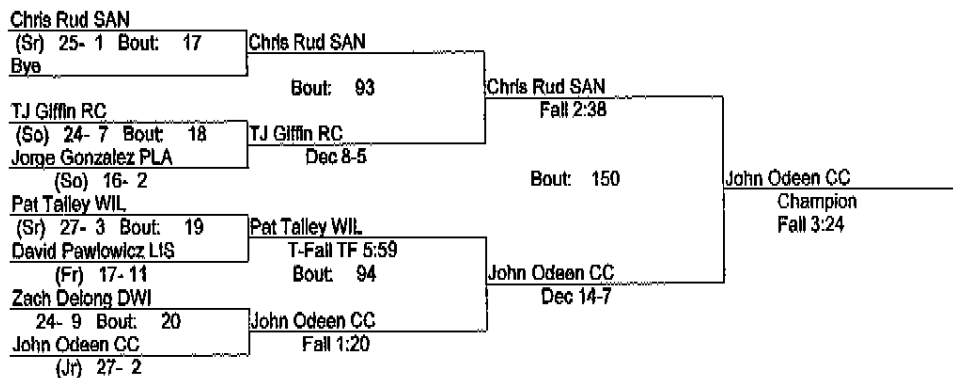 Chris Rud SAN
(Sr) 25- 1 Bout: 17
Bye
Chris Rud SAN
Bout: 93
TJ Giffin RC
(So) 24- 7 Bout: 18
Jorge Gonzalez PLA
(So) 16- 2
TJ Giffin RC
Dec 8-5
Chris Rud SAN
Fall 2:38
Bout: 150
Pat Talley WIL
(Sr) 27- 3 Bout: 19
David Pawlowicz LIS
(Fr) 17- 11
Pat Talley WIL
T-Fall TF 5:59
Bout: 94
Zach Delong DWI
24- 9 Bout: 20
John Odeen CC
(Jr) 27- 2
John Odeen CC
Fall 1:20
John Odeen CC
Dec 14-7
John Odeen CC
Champion
Fall 3:24